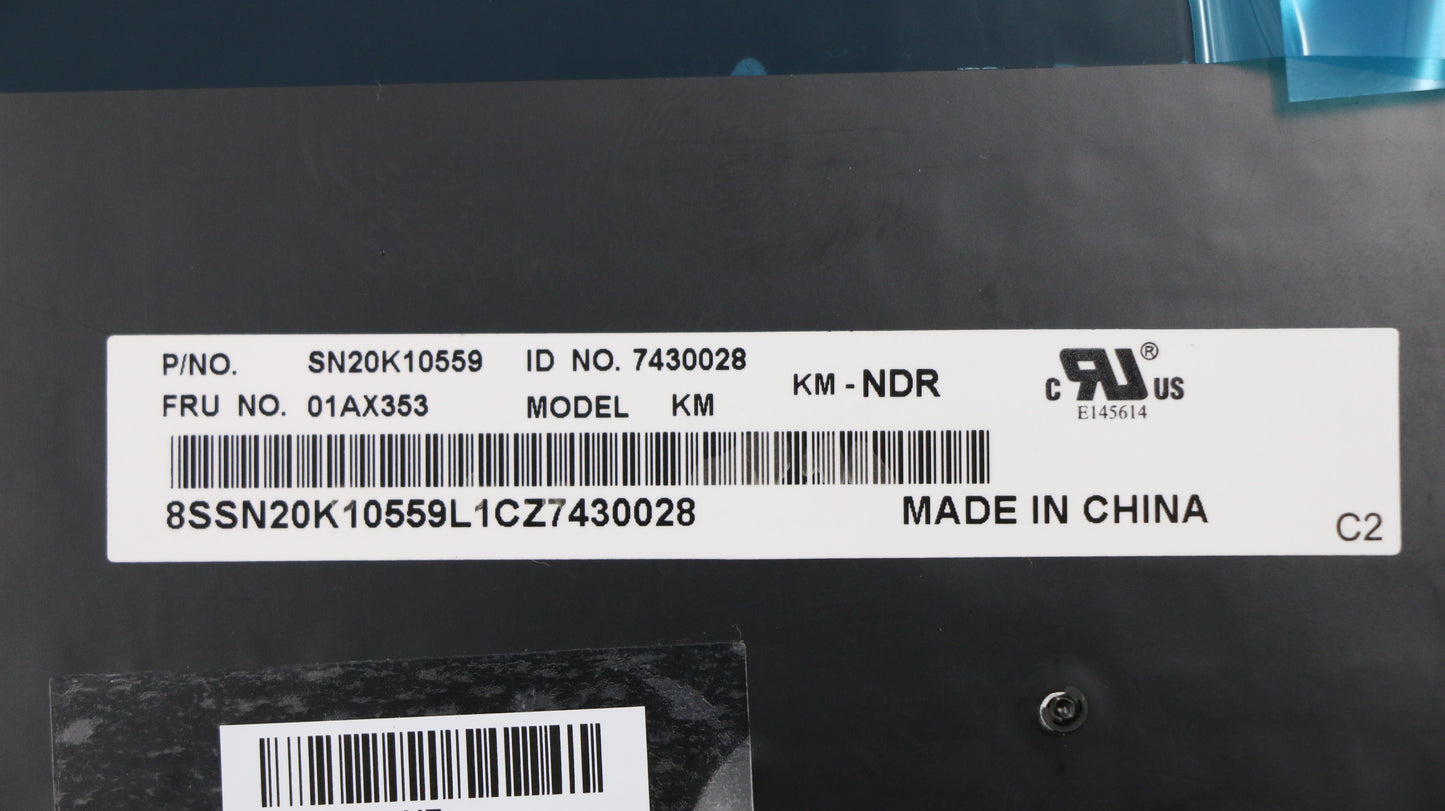 P/NO. SN20K10559 ID NO. 7430028
FRU NO. 01AX353 MODEL KM
KM - NDR
c RU ® US
E145614
8SSN20K10559L1CZ7430028
MADE IN CHINA
C2